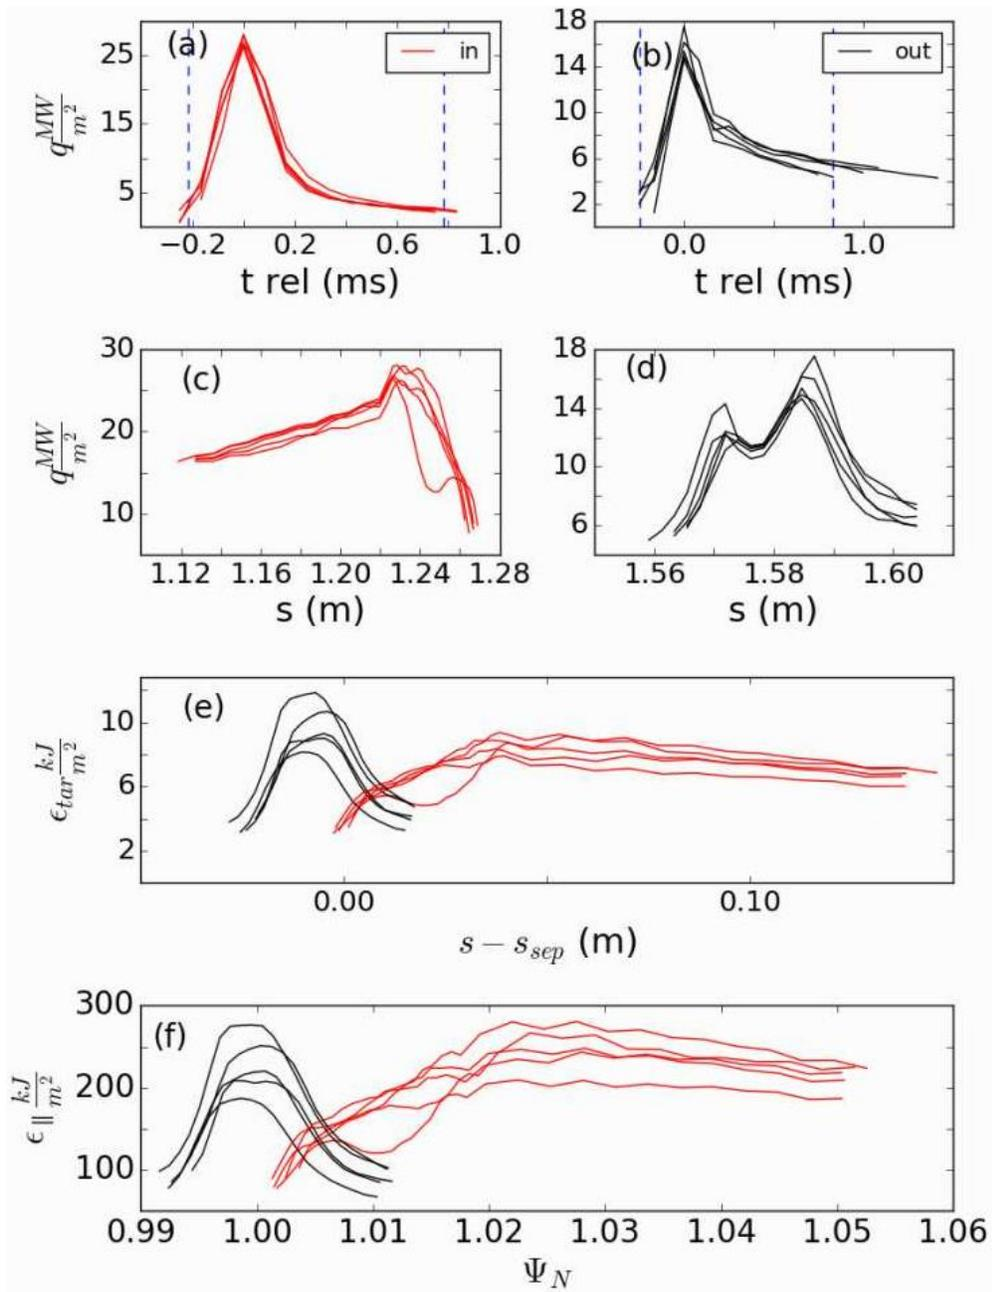 (a)
in
q MW/m²
25
15
5
−0.2 0.2 0.6 1.0
t rel (ms)
(b)
out
18
14
10
6
2
0.0 1.0
t rel (ms)
(c)
q MW/m²
30
20
10
1.12 1.16 1.20 1.24 1.28
s (m)
(d)
18
14
10
6
1.56 1.58 1.60
s (m)
(e)
ϵ_tar kJ/m²
10
6
2
0.00 0.10
s − s_sep (m)
(f)
ϵ_∥ kJ/m²
300
200
100
0.99 1.00 1.01 1.02 1.03 1.04 1.05 1.06
Ψ_N